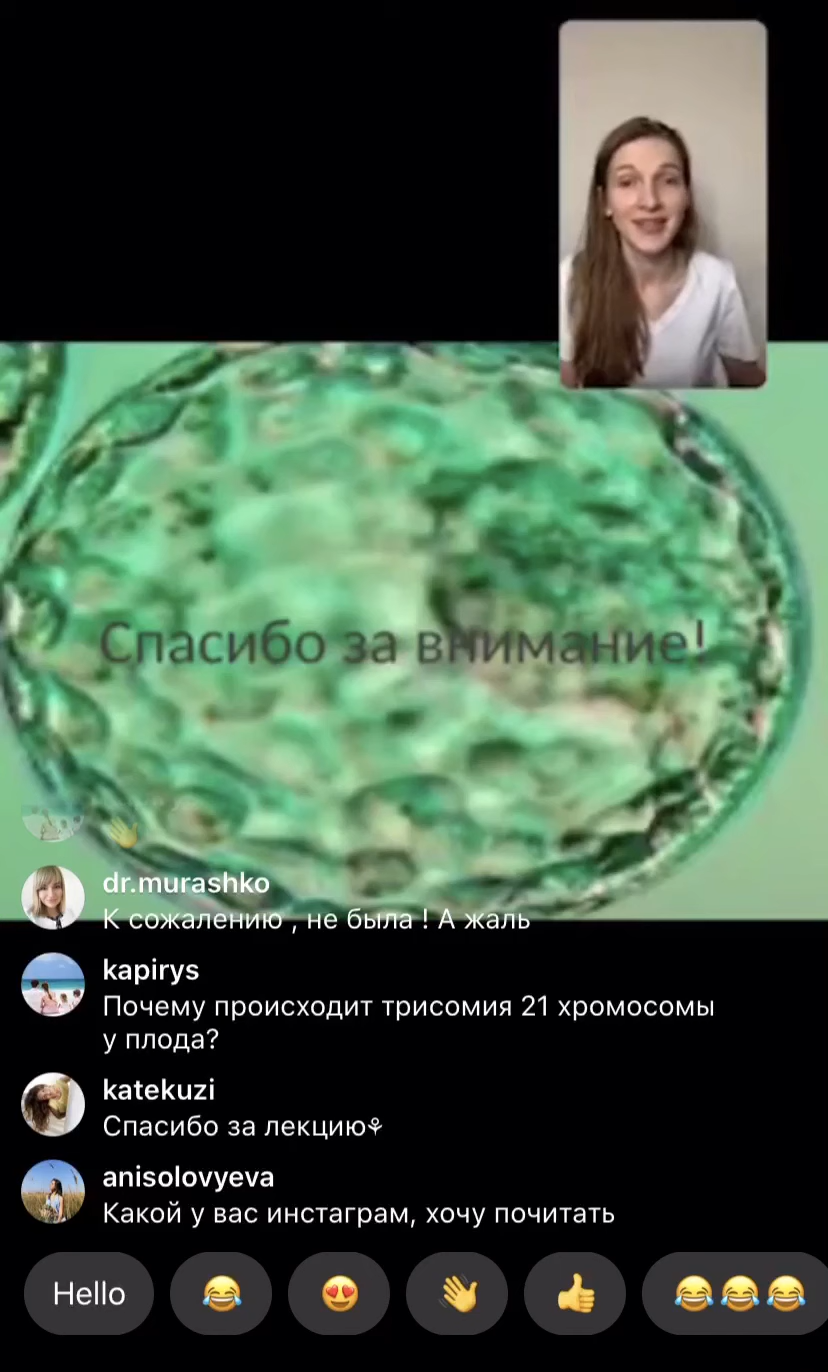 Спасибо за внимание!
👋
dr.murashko
К сожалению , не была ! А жаль
kapirys
Почему происходит трисомия 21 хромосомы
у плода?
katekuzi
Спасибо за лекцию⚘
anisolovyeva
Какой у вас инстаграм, хочу почитать
Hello 😂 😍 👋 👍 😂😂😂